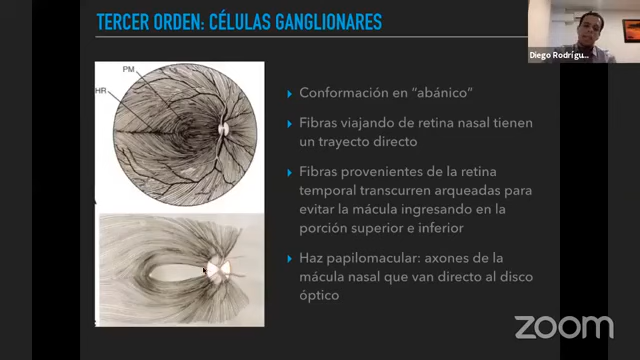 TERCER ORDEN: CÉLULAS GANGLIONARES
Diego Rodrígu...
PM
HR
Conformación en “abánico”
Fibras viajando de retina nasal tienen
un trayecto directo
Fibras provenientes de la retina
temporal transcurren arqueadas para
evitar la mácula ingresando en la
porción superior e inferior
Haz papilomacular: axones de la
mácula nasal que van directo al disco
óptico
zoom